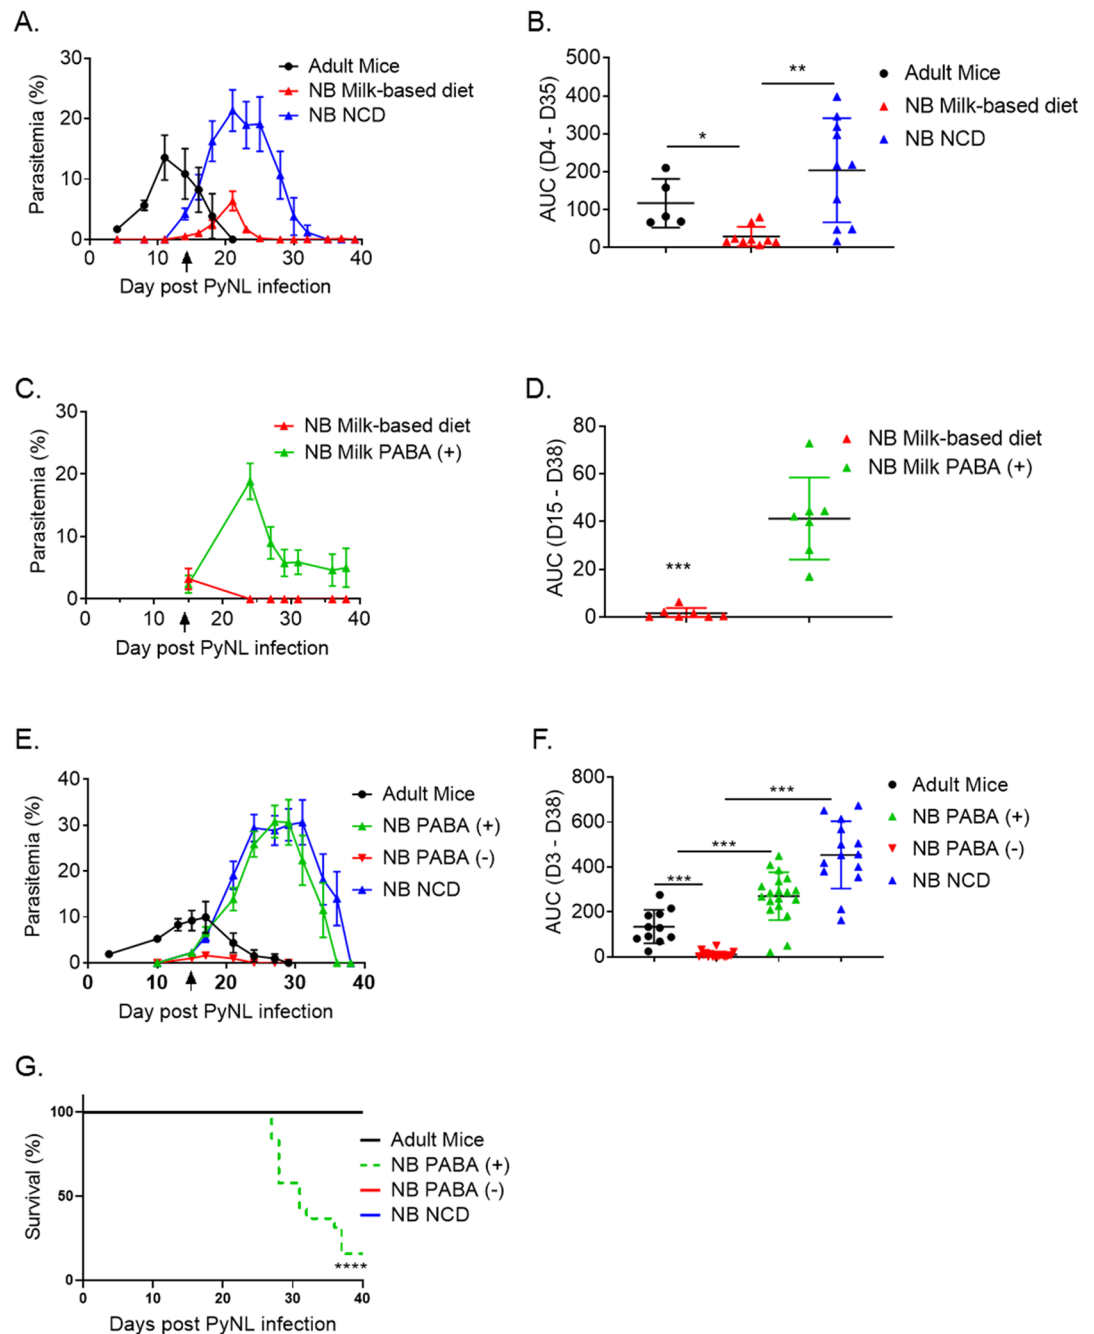 A.
30
20
10
0
0 10 20 30 40
Parasitemia (%)
Day post PyNL infection
Adult Mice
NB Milk-based diet
NB NCD
B.
500
400
300
200
100
0
AUC (D4 - D35)
*
**
Adult Mice
NB Milk-based diet
NB NCD
C.
30
20
10
0
0 10 20 30 40
Parasitemia (%)
Day post PyNL infection
NB Milk-based diet
NB Milk PABA (+)
D.
80
60
40
20
0
AUC (D15 - D38)
***
NB Milk-based diet
NB Milk PABA (+)
E.
40
30
20
10
0
0 10 20 30 40
Parasitemia (%)
Day post PyNL infection
Adult Mice
NB PABA (+)
NB PABA (-)
NB NCD
F.
800
600
400
200
0
AUC (D3 - D38)
***
***
***
Adult Mice
NB PABA (+)
NB PABA (-)
NB NCD
G.
100
50
0
0 10 20 30 40
Survival (%)
Days post PyNL infection
Adult Mice
NB PABA (+)
NB PABA (-)
NB NCD
****